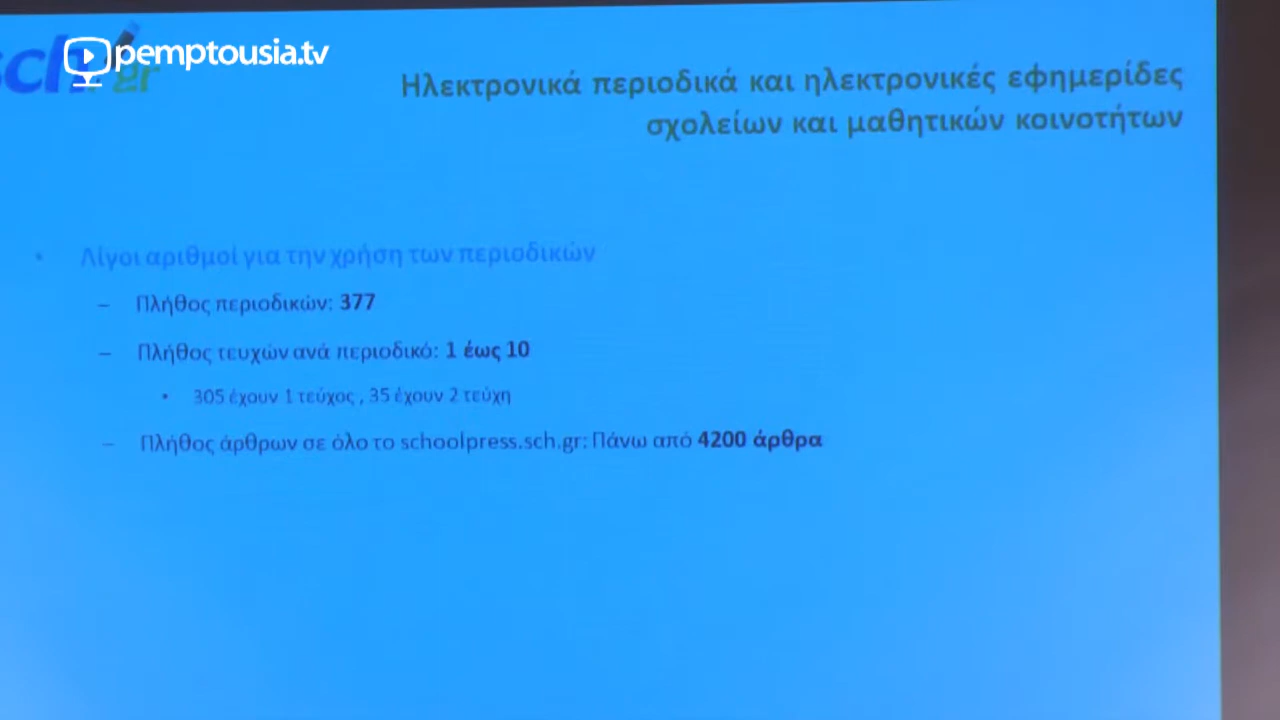 sch.gr
pemptousia.tv
Ηλεκτρονικά περιοδικά και ηλεκτρονικές εφημερίδες
σχολείων και μαθητικών κοινοτήτων
• Λίγοι αριθμοί για την χρήση των περιοδικών
– Πλήθος περιοδικών: 377
– Πλήθος τευχών ανά περιοδικό: 1 έως 10
• 305 έχουν 1 τεύχος , 35 έχουν 2 τεύχη
– Πλήθος άρθρων σε όλο το schoolpress.sch.gr: Πάνω από 4200 άρθρα